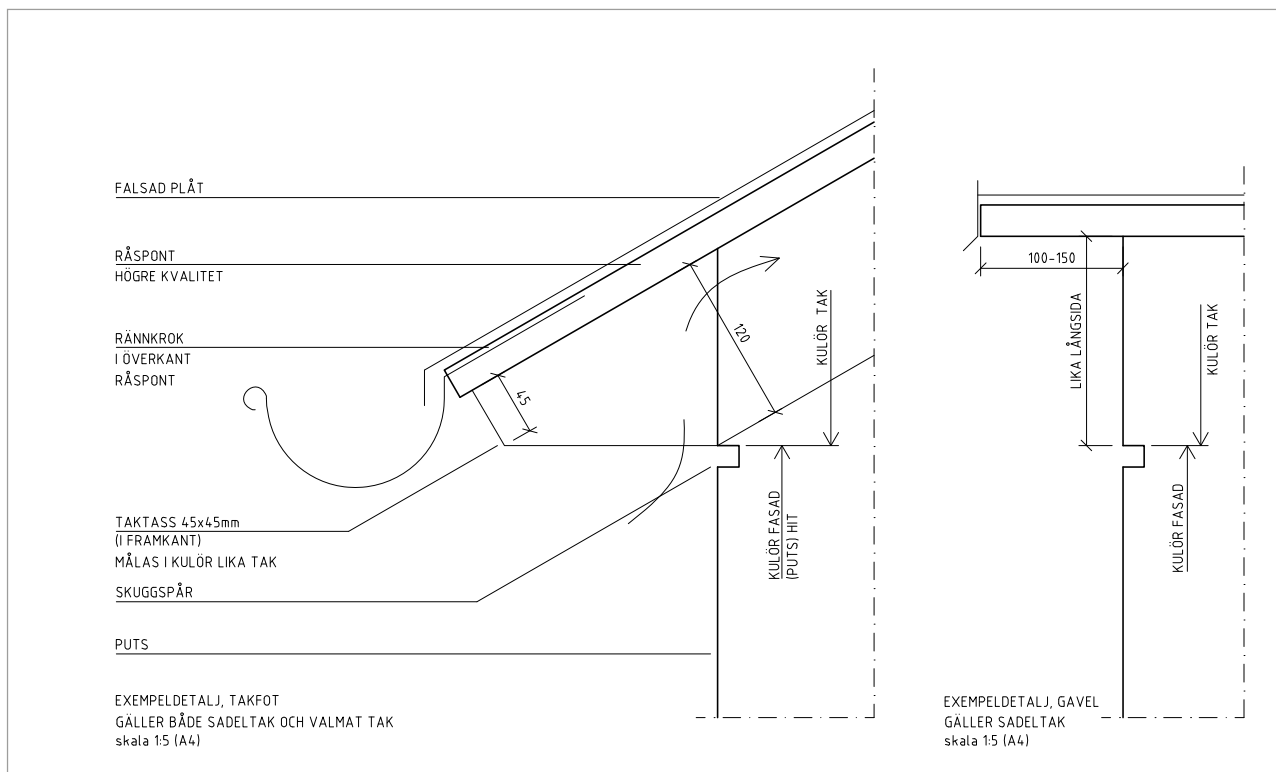 FALSAD PLÅT
RÅSPONT
HÖGRE KVALITET
RÄNNKROK
I ÖVERKANT
RÅSPONT
TAKTASS 45x45mm
(I FRAMKANT)
MÅLAS I KULÖR LIKA TAK
SKUGGSPÅR
PUTS
EXEMPELDETALJ, TAKFOT
GÄLLER BÅDE SADELTAK OCH VALMAT TAK
skala 1:5 (A4)
45
120
KULÖR TAK
KULÖR FASAD
(PUTS) HIT
100-150
LIKA LÅNGSIDA
KULÖR TAK
KULÖR FASAD
EXEMPELDETALJ, GAVEL
GÄLLER SADELTAK
skala 1:5 (A4)